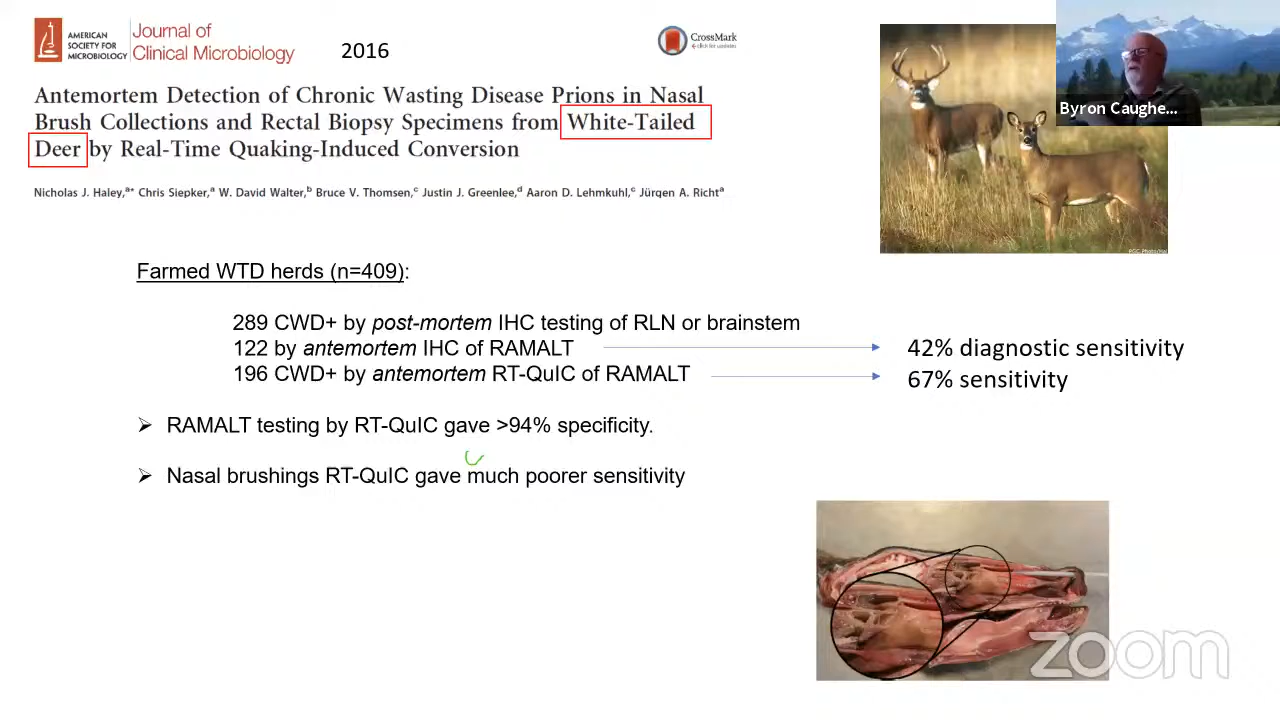 AMERICAN
SOCIETY FOR
MICROBIOLOGY
Journal of
Clinical Microbiology
2016
CrossMark
Byron Caughe...
Antemortem Detection of Chronic Wasting Disease Prions in Nasal
Brush Collections and Rectal Biopsy Specimens from White-Tailed
Deer by Real-Time Quaking-Induced Conversion
Nicholas J. Haley,a* Chris Siepker,a W. David Walter,b Bruce V. Thomsen,c Justin J. Greenlee,d Aaron D. Lehmkuhl,c Jürgen A. Richta
Farmed WTD herds (n=409):
289 CWD+ by post-mortem IHC testing of RLN or brainstem
122 by antemortem IHC of RAMALT
42% diagnostic sensitivity
196 CWD+ by antemortem RT-QuIC of RAMALT
67% sensitivity
➢ RAMALT testing by RT-QuIC gave >94% specificity.
➢ Nasal brushings RT-QuIC gave much poorer sensitivity
zoom